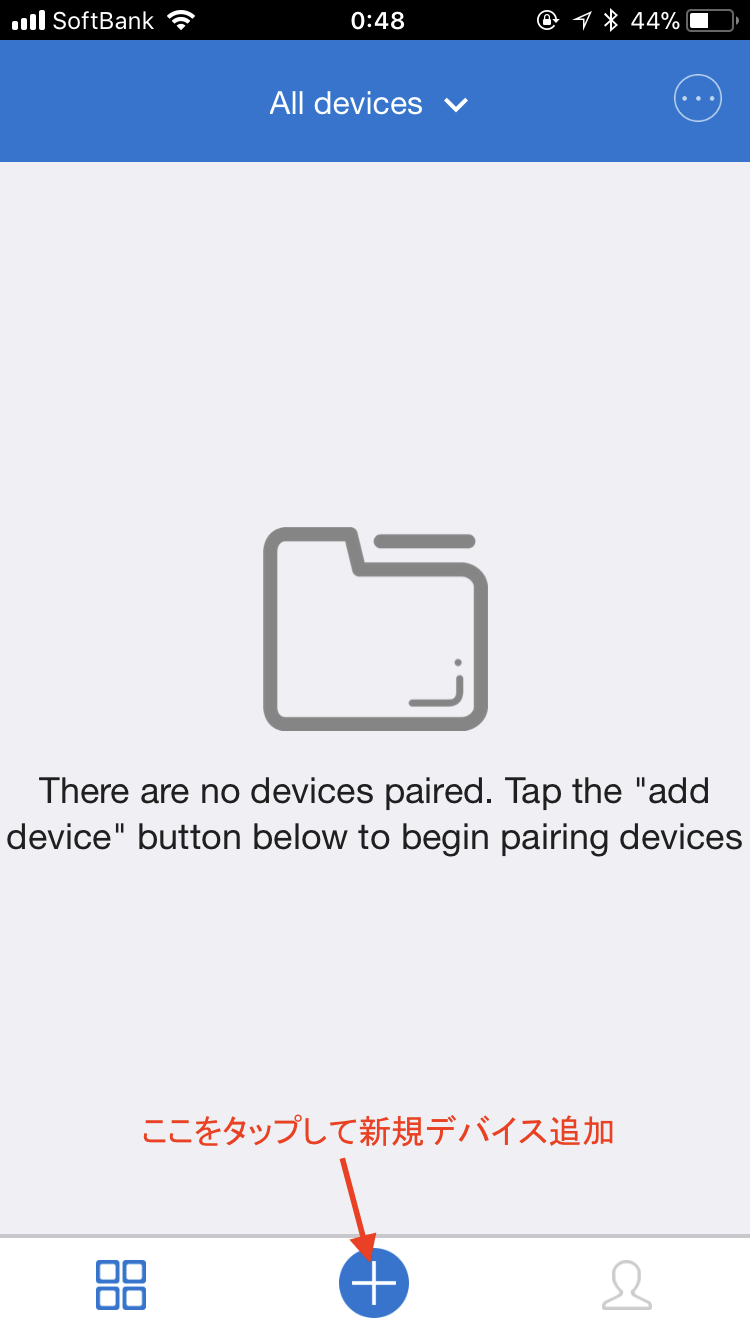 SoftBank 0:48 44%
All devices
There are no devices paired. Tap the "add
device" button below to begin pairing devices
ここをタップして新規デバイス追加